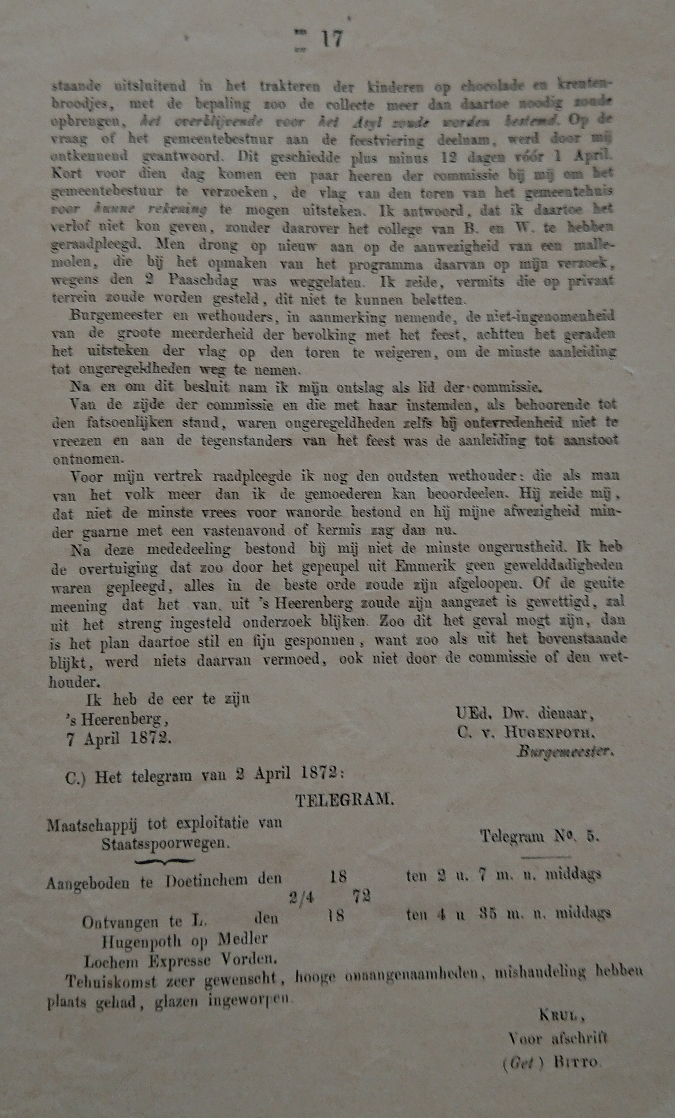 17
staande uitsluitend in het trakteren der kinderen op chocolade en krenten-
broodjes, met de bepaling zoo de collecte meer dan daartoe noodig zoude
opbrengen, het overblijvende voor het Asyl zoude worden bestemd. Op de
vraag of het gemeentebestuur aan de feestviering deelnam, werd door mij
ontkennend geantwoord. Dit geschiedde plus minus 12 dagen vóór 1 April.
Kort voor dien dag komen een paar heeren der commissie bij mij om het
gemeentebestuur te verzoeken, de vlag van den toren van het gemeentehuis
voor hunne rekening te mogen uitsteken. Ik antwoord, dat ik daartoe het
verlof niet kon geven, zonder daarover het college van B. en W. te hebben
geraadpleegd. Men drong op nieuw aan op de aanwezigheid van een malle-
molen, die bij het opmaken van het programma daarvan op mijn verzoek,
wegens den 2 Paaschdag was weggelaten. Ik zeide, vermits die op privaat
terrein zoude worden gesteld, dit niet te kunnen beletten.
Burgemeester en wethouders, in aanmerking nemende, de niet-ingenomenheid
van de groote meerderheid der bevolking met het feest, achtten het geraden
het uitsteken der vlag op den toren te weigeren, om de minste aanleiding
tot ongeregeldheden weg te nemen.
Na en om dit besluit nam ik mijn ontslag als lid der commissie.
Van de zijde der commissie en die met haar instemden, als behoorende tot
den fatsoenlijken stand, waren ongeregeldheden zelfs bij ontevredenheid niet te
vreezen en aan de tegenstanders van het feest was de aanleiding tot aanstoot
ontnomen.
Voor mijn vertrek raadpleegde ik nog den oudsten wethouder: die als man
van het volk meer dan ik de gemoederen kan beoordeelen. Hij zeide mij,
dat niet de minste vrees voor wanorde bestond en hij mijne afwezigheid min-
der gaarne met een vastenavond of kermis zag dan nu.
Na deze mededeeling bestond bij mij niet de minste ongerustheid. Ik heb
de overtuiging dat zoo door het gepeupel uit Emmerik geen gewelddadigheden
waren gepleegd, alles in de beste orde zoude zijn afgeloopen. Of de geuite
meening dat het van uit 's Heerenberg zoude zijn aangezet is gewettigd, zal
uit het streng ingesteld onderzoek blijken. Zoo dit het geval mogt zijn, dan
is het plan daartoe stil en fijn gesponnen, want zoo als uit het bovenstaande
blijkt, werd niets daarvan vermoed, ook niet door de commissie of den wet-
houder.
Ik heb de eer te zijn
's Heerenberg, UEd. Dw. dienaar,
7 April 1872. C. v. HUGENPOTH.
Burgemeester.
C.) Het telegram van 2 April 1872:
TELEGRAM.
Maatschappij tot exploitatie van
Staatsspoorwegen. Telegram No. 5.
Aangeboden te Doetinchem den 18 ten 2 u. 7 m. n. middags
2/4 72
Ontvangen te L. den 18 ten 4 u 35 m. n. middags
Hugenpoth op Medler
Lochem Expresse Vorden.
Tehuiskomst zeer gewenscht, hooge onaangenaamheden, mishandeling hebben
plaats gehad, glazen ingeworpen.
KRUL,
Voor afschrift
(Get) BITTO.